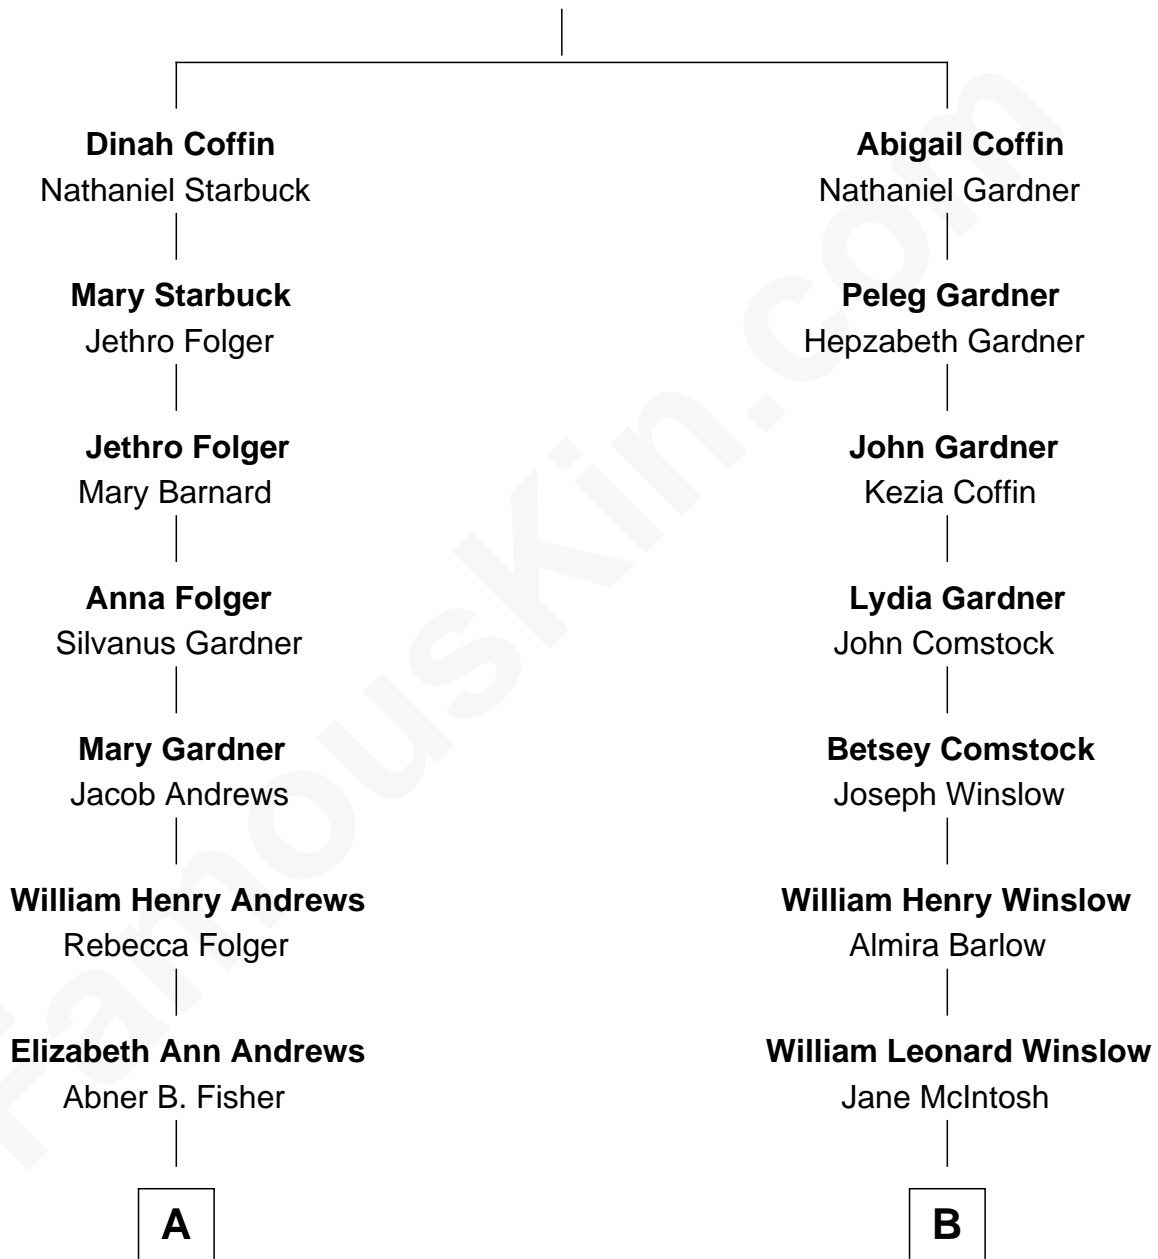 Dinah Coffin
Nathaniel Starbuck
Mary Starbuck
Jethro Folger
Jethro Folger
Mary Barnard
Anna Folger
Silvanus Gardner
Mary Gardner
Jacob Andrews
William Henry Andrews
Rebecca Folger
Elizabeth Ann Andrews
Abner B. Fisher
A
Abigail Coffin
Nathaniel Gardner
Peleg Gardner
Hepzabeth Gardner
John Gardner
Kezia Coffin
Lydia Gardner
John Comstock
Betsey Comstock
Joseph Winslow
William Henry Winslow
Almira Barlow
William Leonard Winslow
Jane McIntosh
B
FamousKin.com